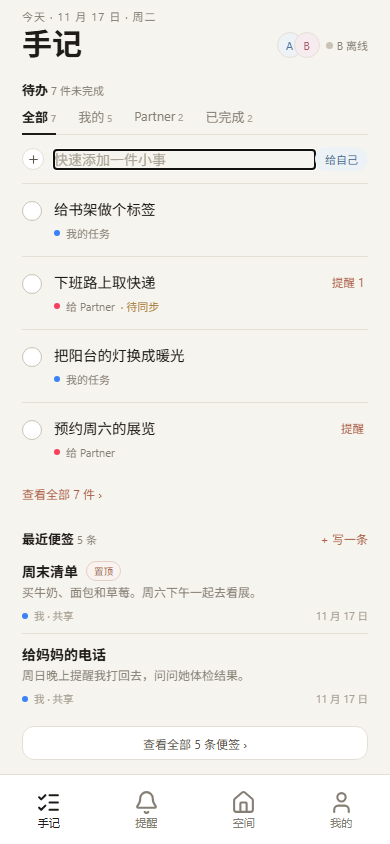 今天 · 11 月 17 日 · 周二
手记
A B B 离线
待办 7 件未完成
全部 7 我的 5 Partner 2 已完成 2
快速添加一件小事 给自己
给书架做个标签
我的任务
下班路上取快递 提醒 1
给 Partner · 待同步
把阳台的灯换成暖光
我的任务
预约周六的展览 提醒
给 Partner
查看全部 7 件 ›
最近便签 5 条 + 写一条
周末清单 置顶
买牛奶、面包和草莓。周六下午一起去看展。
我 · 共享 11 月 17 日
给妈妈的电话
周日晚上提醒我打回去，问问她体检结果。
我 · 共享 11 月 17 日
查看全部 5 条便签 ›
手记 提醒 空间 我的